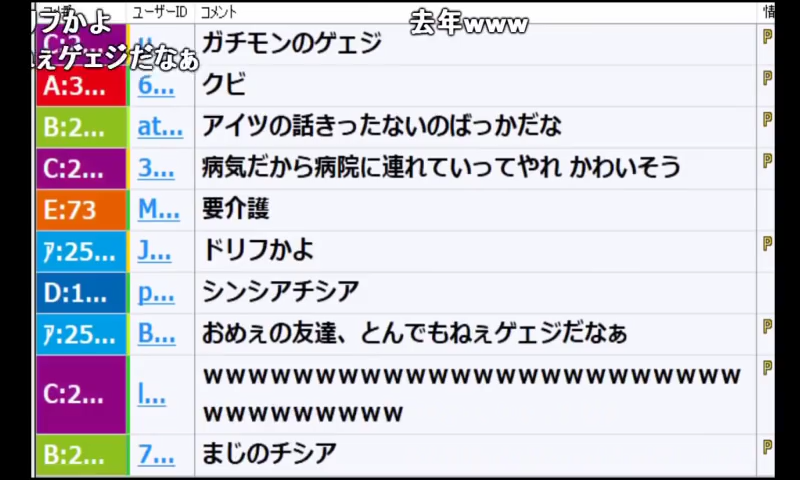 ユーザーID コメント 情
リフかよ
去年www
ねぇゲェジだなぁ
C:2... u... ガチモンのゲェジ P
A:3... 6... クビ P
B:2... at... アイツの話きったないのばっかだな P
C:2... 3... 病気だから病院に連れていってやれ かわいそう P
E:73 M... 要介護
ｱ:25... J... ドリフかよ P
D:1... p... シンシアチシア
ｱ:25... B... おめぇの友達、とんでもねぇゲェジだなぁ P
C:2... l... wwwwwwwwwwwwwwwwwwwwwwww P
wwwwwwwww
B:2... 7... まじのチシア P